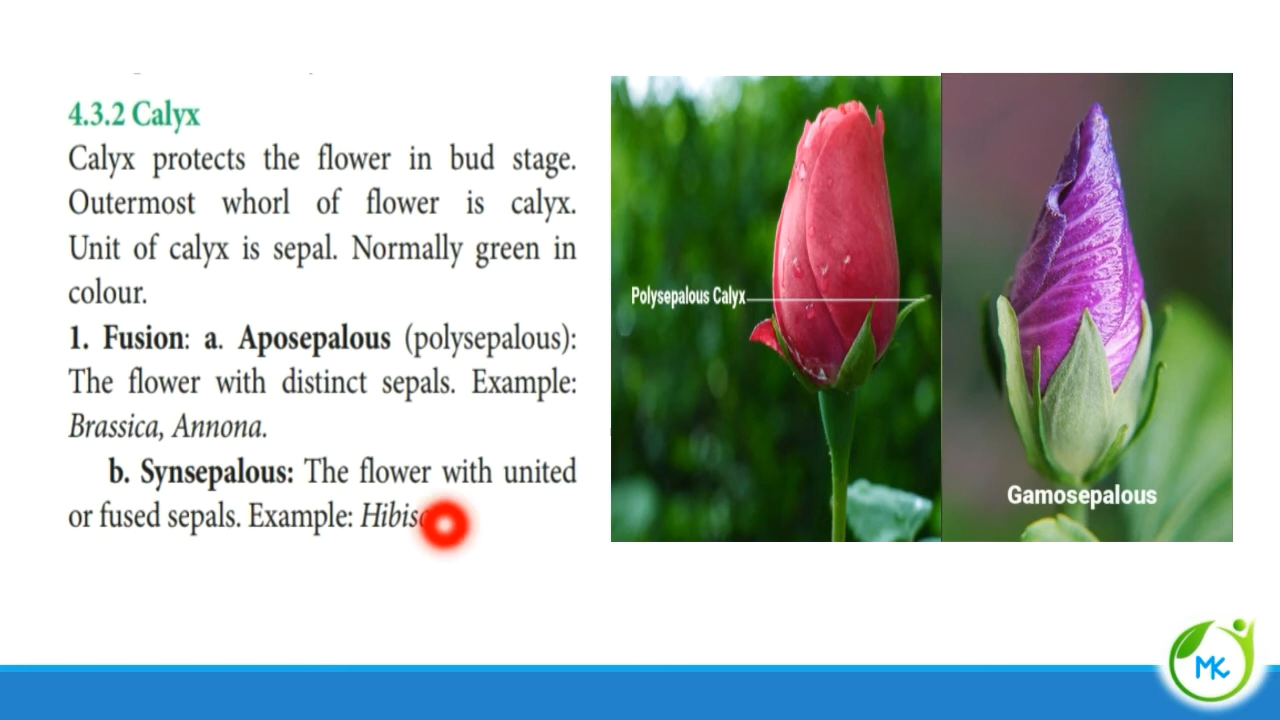 4.3.2 Calyx
Calyx protects the flower in bud stage.
Outermost whorl of flower is calyx.
Unit of calyx is sepal. Normally green in
colour.
1. Fusion: a. Aposepalous (polysepalous):
The flower with distinct sepals. Example:
Brassica, Annona.
b. Synsepalous: The flower with united
or fused sepals. Example:
Polysepalous Calyx
Gamosepalous
MK